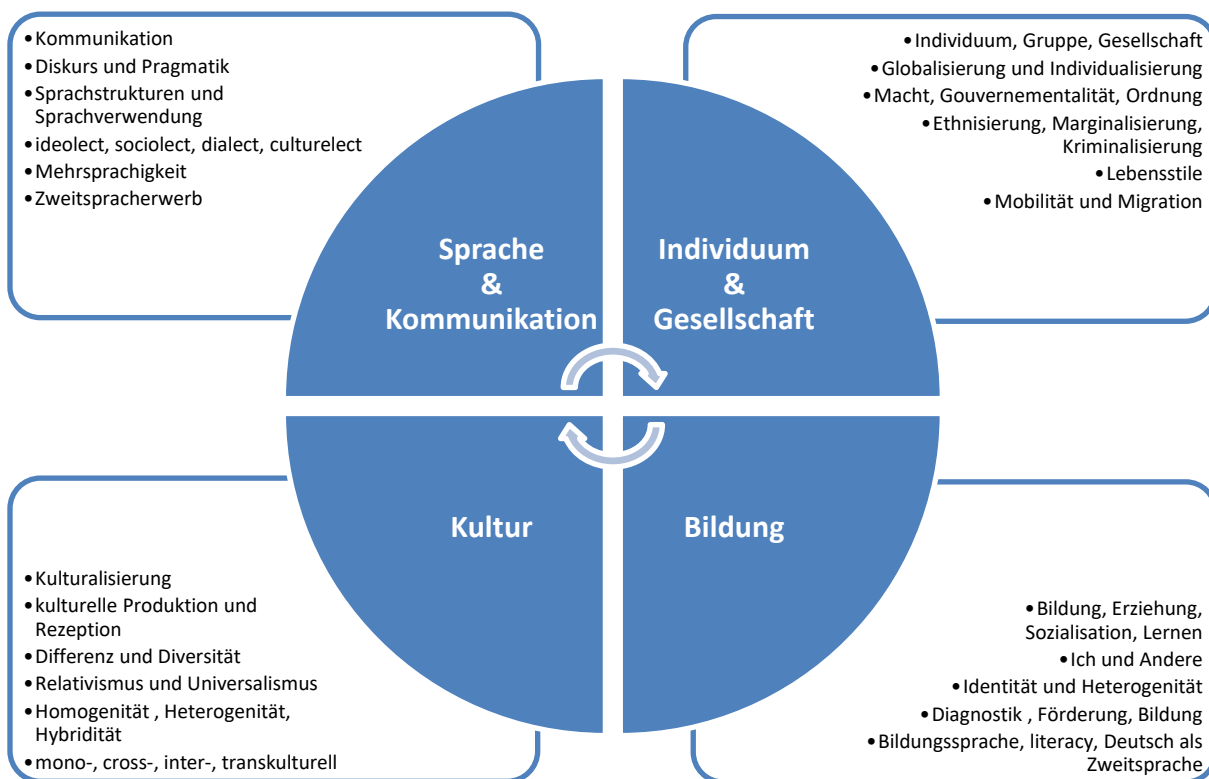 •Kommunikation
•Diskurs und Pragmatik
•Sprachstrukturen und
Sprachverwendung
•ideolect, sociolect, dialect, culturelect
•Mehrsprachigkeit
•Zweitspracherwerb
•Individuum, Gruppe, Gesellschaft
•Globalisierung und Individualisierung
•Macht, Gouvernementalität, Ordnung
•Ethnisierung, Marginalisierung,
Kriminalisierung
•Lebensstile
•Mobilität und Migration
Sprache
&
Kommunikation
Individuum
&
Gesellschaft
Kultur
Bildung
•Kulturalisierung
•kulturelle Produktion und
Rezeption
•Differenz und Diversität
•Relativismus und Universalismus
•Homogenität , Heterogenität,
Hybridität
•mono-, cross-, inter-, transkulturell
•Bildung, Erziehung,
Sozialisation, Lernen
•Ich und Andere
•Identität und Heterogenität
•Diagnostik , Förderung, Bildung
•Bildungssprache, literacy, Deutsch als
Zweitsprache